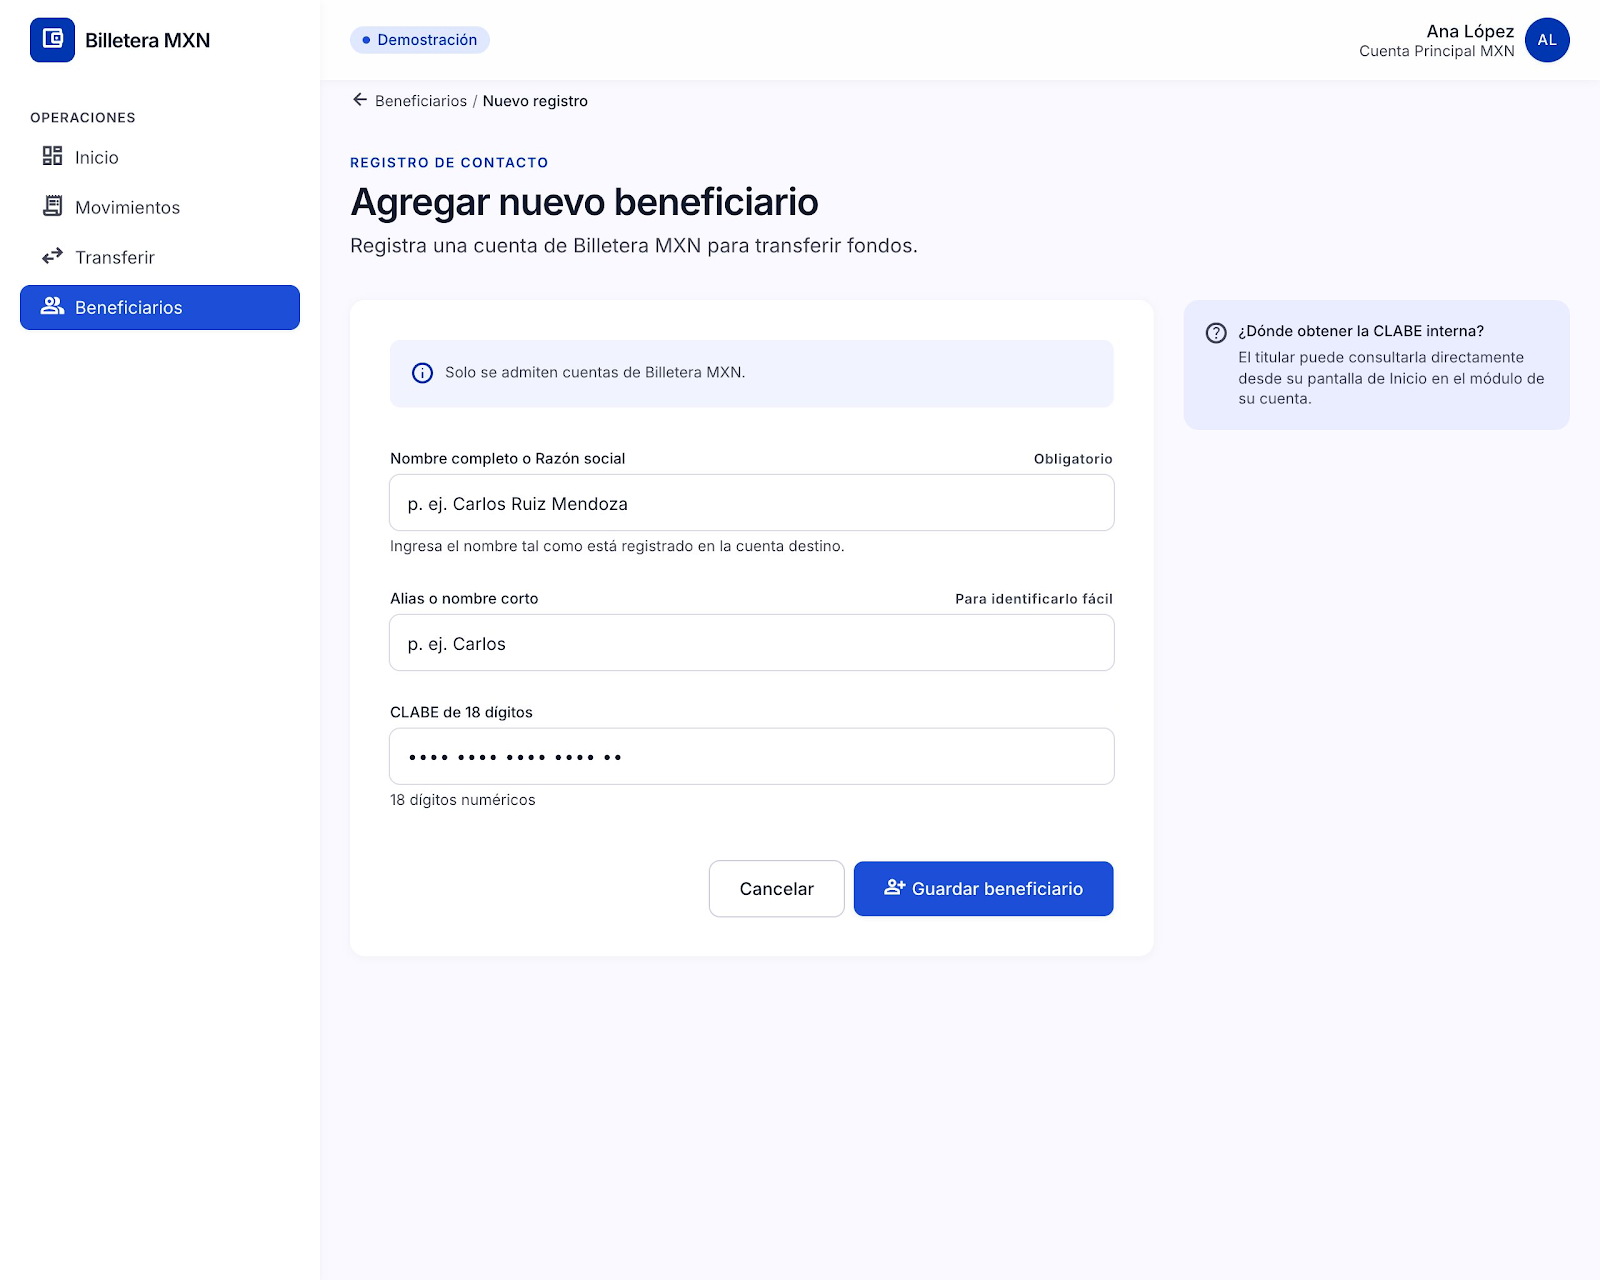 Billetera MXN
OPERACIONES
Inicio
Movimientos
Transferir
Beneficiarios
Demostración
Ana López
Cuenta Principal MXN
AL
Beneficiarios / Nuevo registro
REGISTRO DE CONTACTO
Agregar nuevo beneficiario
Registra una cuenta de Billetera MXN para transferir fondos.
Solo se admiten cuentas de Billetera MXN.
Nombre completo o Razón social
Obligatorio
p. ej. Carlos Ruiz Mendoza
Ingresa el nombre tal como está registrado en la cuenta destino.
Alias o nombre corto
Para identificarlo fácil
p. ej. Carlos
CLABE de 18 dígitos
•••• •••• •••• •••• ••
18 dígitos numéricos
Cancelar
Guardar beneficiario
¿Dónde obtener la CLABE interna?
El titular puede consultarla directamente
desde su pantalla de Inicio en el módulo de
su cuenta.